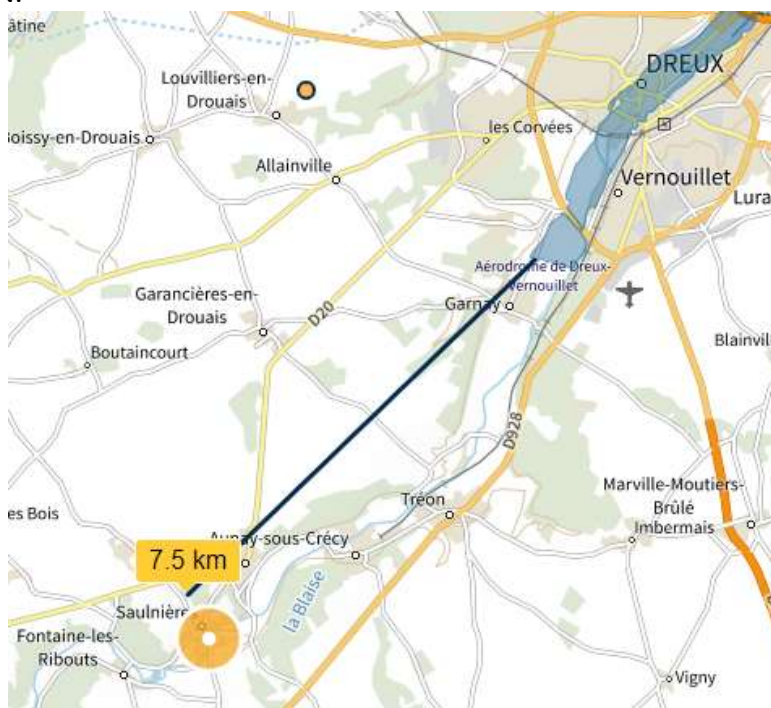 âtine
DREUX
Louvilliers-en-
Drouais
les Corvées
Boissy-en-Drouais
Allainville
Vernouillet
Lura
Aérodrome de Dreux-
Vernouillet
Garancières-en-
Drouais
D20
Garnay
Boutaincourt
Blainvil
D928
Marville-Moutiers-
Brûlé
Imbermais
es Bois
Tréon
Aunay-sous-Crécy
7.5 km
la Blaise
Saulnière
Fontaine-les-
Ribouts
Vigny